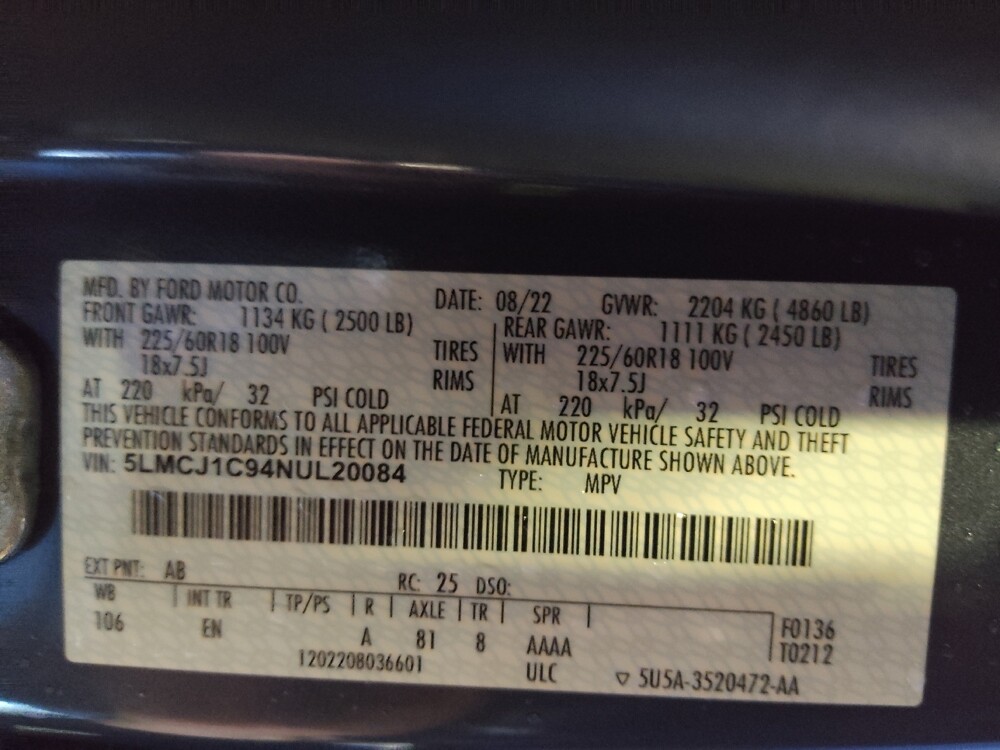 MFD. BY FORD MOTOR CO. DATE: 08/22 GVWR: 2204 KG ( 4860 LB)
FRONT GAWR: 1134 KG ( 2500 LB) REAR GAWR: 1111 KG ( 2450 LB)
WITH 225/60R18 100V TIRES WITH 225/60R18 100V TIRES
18x7.5J RIMS 18x7.5J RIMS
AT 220 kPa/ 32 PSI COLD AT 220 kPa/ 32 PSI COLD
THIS VEHICLE CONFORMS TO ALL APPLICABLE FEDERAL MOTOR VEHICLE SAFETY AND THEFT
PREVENTION STANDARDS IN EFFECT ON THE DATE OF MANUFACTURE SHOWN ABOVE.
VIN: 5LMCJ1C94NUL20084 TYPE: MPV
EXT PNT: AB RC: 25 DSO:
WB INT TR TP/PS R AXLE TR SPR F0136
106 EN A 81 8 AAAA T0212
1202208036601 ULC 5U5A-3520472-AA